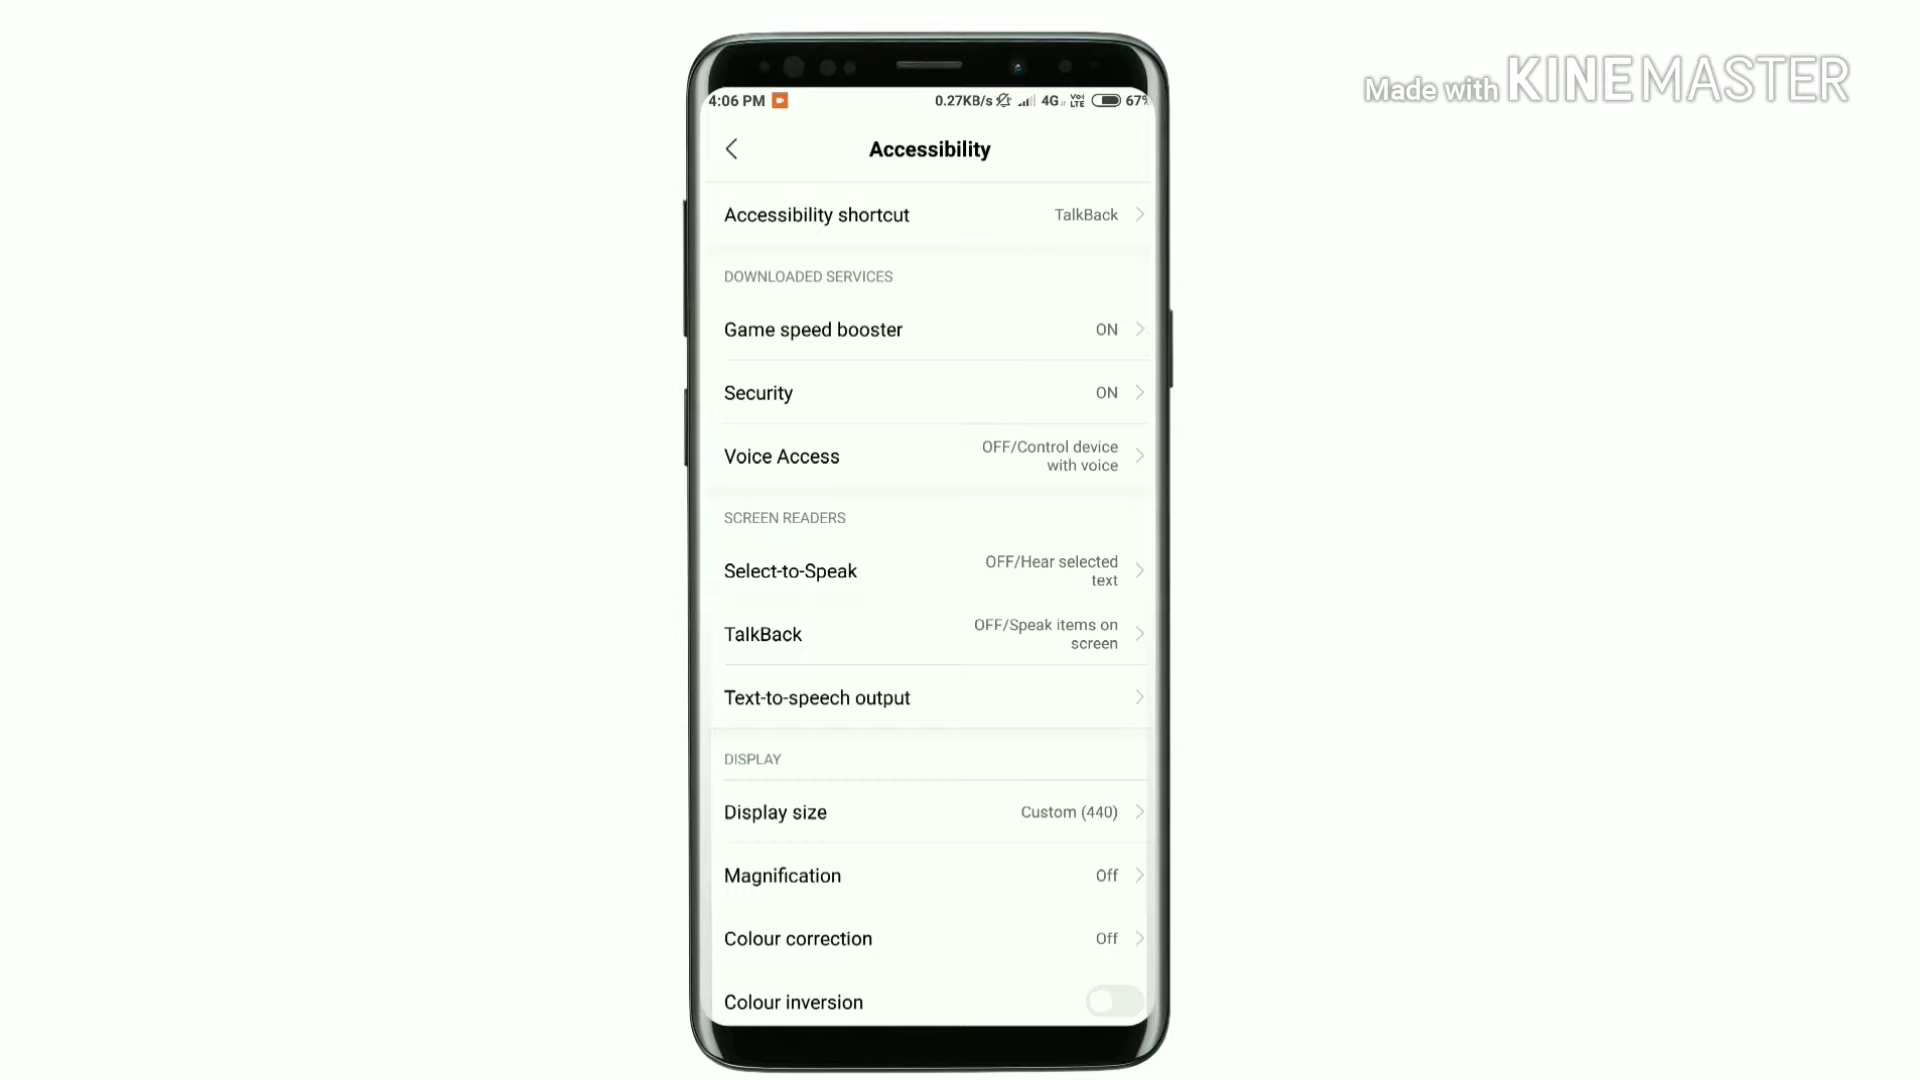 Made with KINEMASTER
4:06 PM 0.27KB/s 4G VoLTE 67%
Accessibility
Accessibility shortcut TalkBack
DOWNLOADED SERVICES
Game speed booster ON
Security ON
Voice Access OFF/Control device
with voice
SCREEN READERS
Select-to-Speak OFF/Hear selected
text
TalkBack OFF/Speak items on
screen
Text-to-speech output
DISPLAY
Display size Custom (440)
Magnification Off
Colour correction Off
Colour inversion